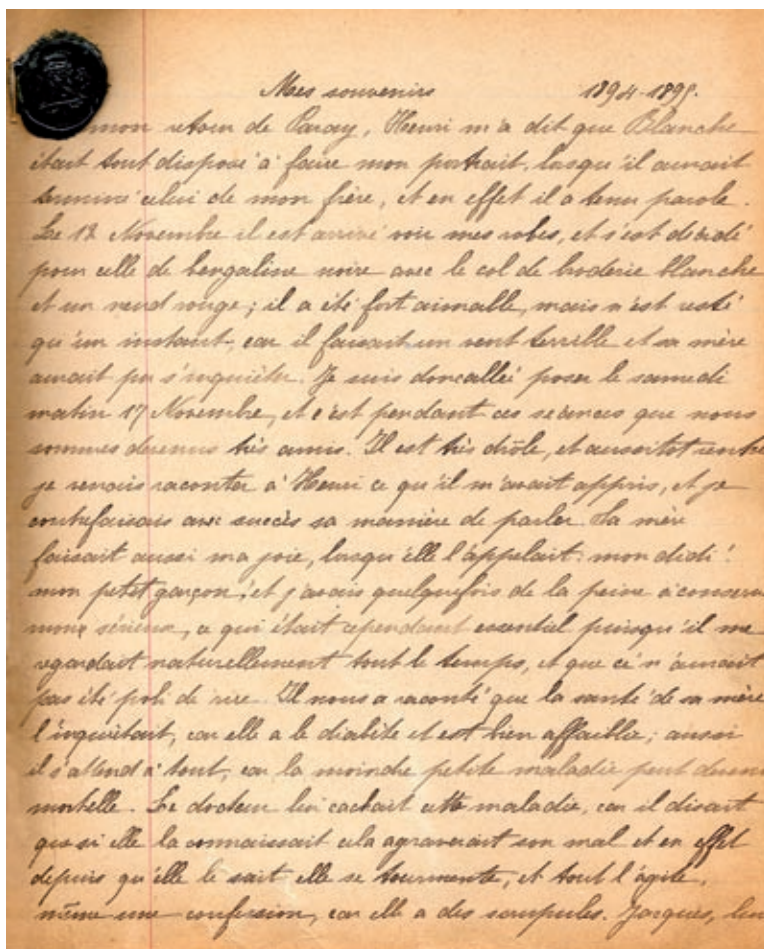 Mes souvenirs 1894-1895.
mon retour de Paray, Henri m'a dit que Blanche
était tout disposé à faire mon portrait, lorsqu'il aurait
terminé celui de mon frère, et en effet il a tenu parole.
Le 12 Novembre il est arrivé voir mes robes, et s'est décidé
pour celle de bengaline noire avec le col de broderie blanche
et un nœud rouge; il a été fort aimable, mais n'est resté
qu'un instant, car il faisait un vent terrible et sa mère
aurait pu s'inquiéter. Je suis donc allée poser le samedi
matin 17 Novembre, et c'est pendant ces séances que nous
sommes devenus très amis. Il est très drôle, et aussitôt
je venais raconter à Henri ce qu'il m'avait appris, et je
contrefaisais avec succès sa manière de parler. Sa mère
faisait aussi ma joie, lorsqu'elle l'appelait: mon didi!
mon petit garçon! et j'avais quelquefois de la peine à
mon sérieux, ce qui était cependant essentiel puisqu'il me
regardait naturellement tout le temps, et que ce n'aurait
pas été poli de rire. Il nous a raconté que la santé de sa mère
l'inquiétait, car elle a le diabète et est bien affaiblie; aussi
il s'attend à tout, car la moindre petite maladie peut
mortelle. Le docteur lui cachait cette maladie, car il disait
que si elle la connaissait cela agraverait son mal et en effet
depuis qu'elle le sait elle se tourmente, et tout l'agite,
même une confession, car elle a des scrupules. Jacques,